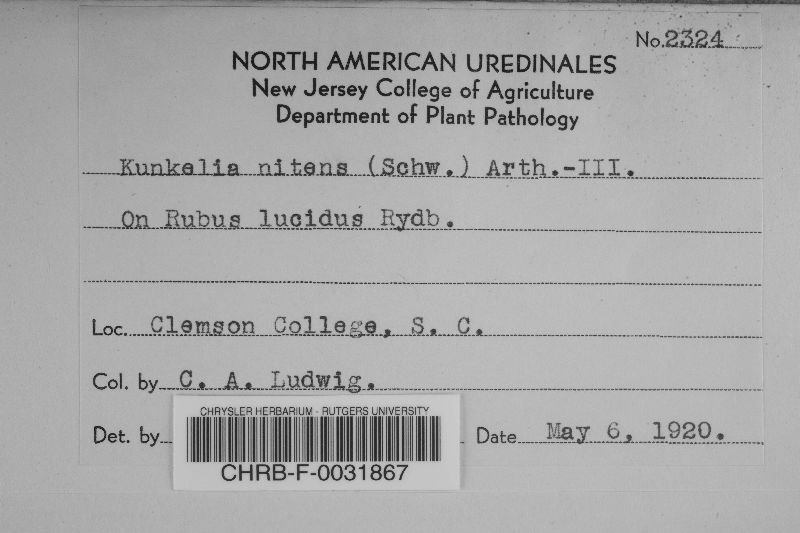 No. 2324
NORTH AMERICAN UREDINALES
New Jersey College of Agriculture
Department of Plant Pathology
Kunkelia nitens (Schw.) Arth.-III.
On Rubus lucidus Rydb.
Loc. Clemson College, S. C.
Col. by C. A. Ludwig.
CHRYSLER HERBARIUM - RUTGERS UNIVERSITY
Det. by Date May 6, 1920.
CHRB-F-0031867